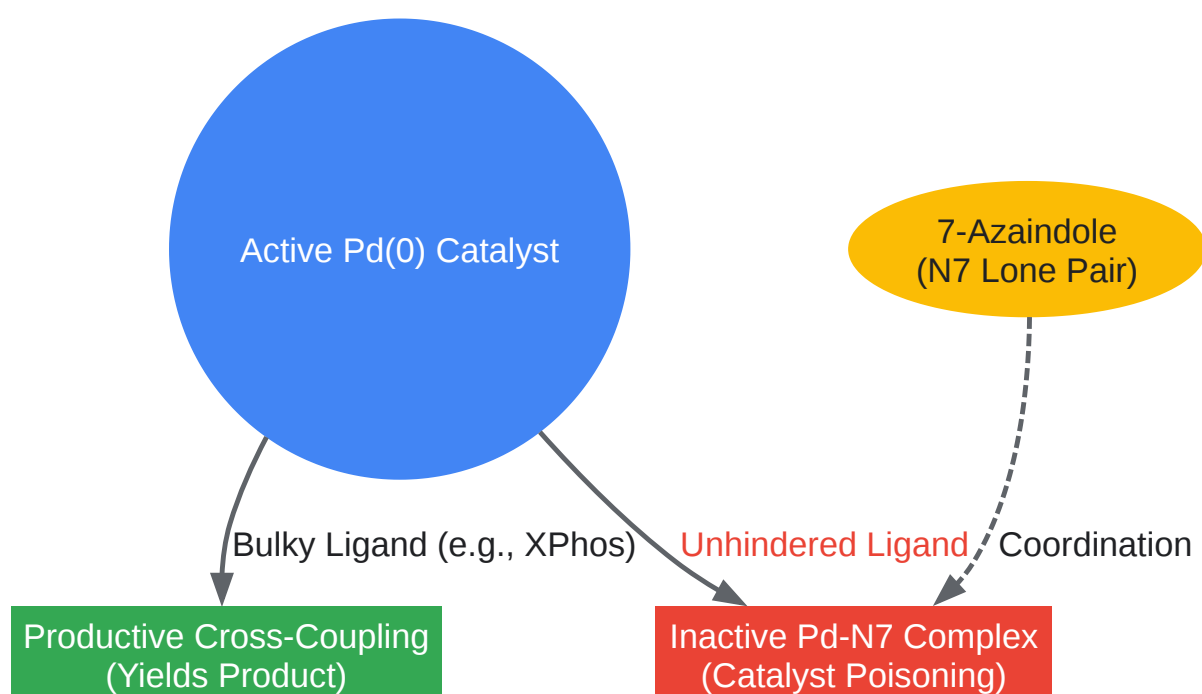 Active Pd(0) Catalyst
7-Azaindole
(N7 Lone Pair)
Bulky Ligand (e.g., XPhos)
Unhindered Ligand
Coordination
Productive Cross-Coupling
(Yields Product)
Inactive Pd-N7 Complex
(Catalyst Poisoning)